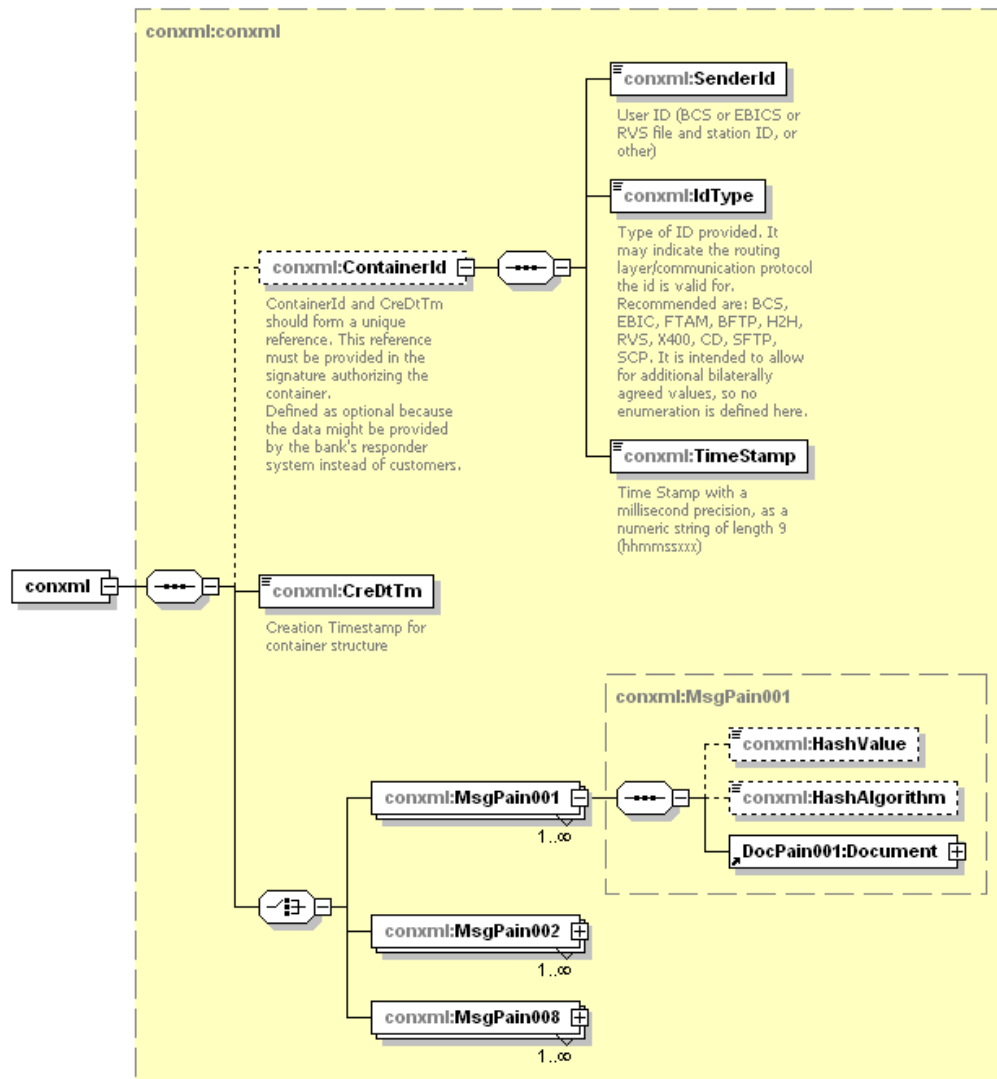 conxml:conxml
conxml:SenderId
User ID (BCS or EBICS or
RVS file and station ID, or
other)
conxml:IdType
Type of ID provided. It
may indicate the routing
layer/communication protocol
the id is valid for.
Recommended are: BCS,
EBIC, FTAM, BFTP, H2H,
RVS, X400, CD, SFTP,
SCP. It is intended to allow
for additional bilaterally
agreed values, so no
enumeration is defined here.
conxml:ContainerId
ContainerId and CreDtTm
should form a unique
reference. This reference
must be provided in the
signature authorizing the
container.
Defined as optional because
the data might be provided
by the bank's responder
system instead of customers.
conxml:TimeStamp
Time Stamp with a
millisecond precision, as a
numeric string of length 9
(hhmmssxxx)
conxml
conxml:CreDtTm
Creation Timestamp for
container structure
conxml:MsgPain001
conxml:HashValue
conxml:HashAlgorithm
DocPain001:Document
conxml:MsgPain001
1..∞
conxml:MsgPain002
1..∞
conxml:MsgPain008
1..∞